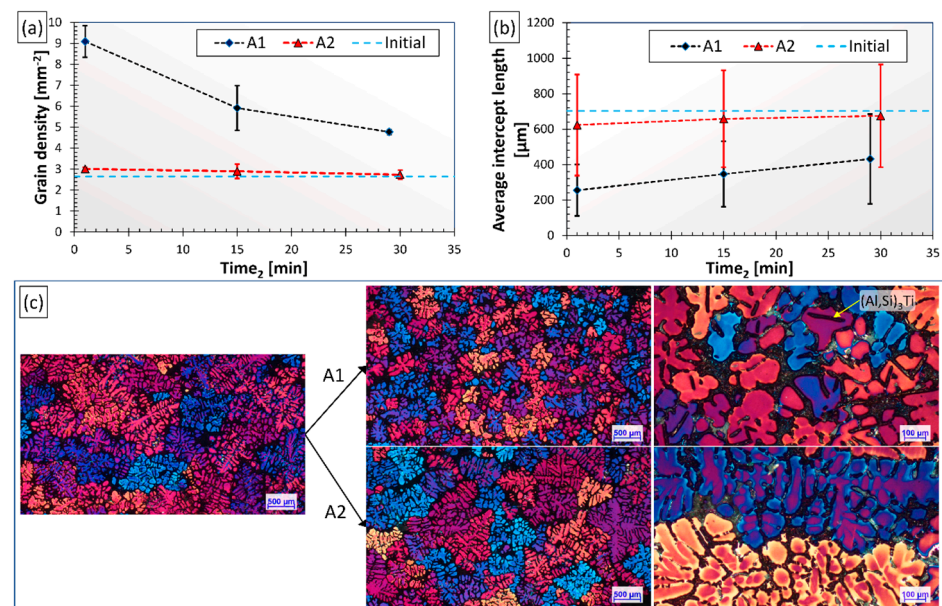 (a)
10
9
8
7
6
5
4
3
2
1
0
Grain density [mm⁻²]
A1 A2 Initial
0 5 10 15 20 25 30 35
Time₂ [min]
(b)
1200
1000
800
600
400
200
0
Average intercept length
[µm]
A1 A2 Initial
0 5 10 15 20 25 30 35
Time₂ [min]
(c)
500 µm
A1
A2
500 µm
(Al,Si)₃Ti
100 µm
500 µm
100 µm